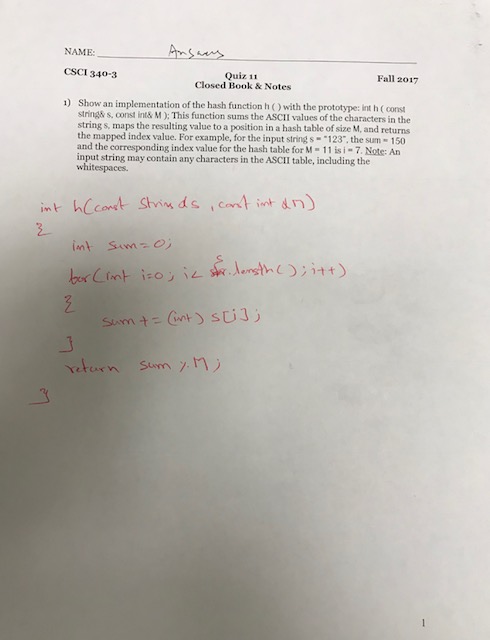 NAME: Answers
CSCI 340-3
Quiz 11
Fall 2017
Closed Book & Notes
1) Show an implementation of the hash function h ( ) with the prototype: int h ( const
string& s, const int& M ); This function sums the ASCII values of the characters in the
string s, maps the resulting value to a position in a hash table of size M, and returns
the mapped index value. For example, for the input string s = "123", the sum = 150
and the corresponding index value for the hash table for M = 11 is i = 7. Note: An
input string may contain any characters in the ASCII table, including the
whitespaces.
int h(const string& s, const int &M)
{
int sum=0;
for(int i=0; i< s.length(); i++)
{
sum += (int) s[i];
}
return sum % M;
}
1